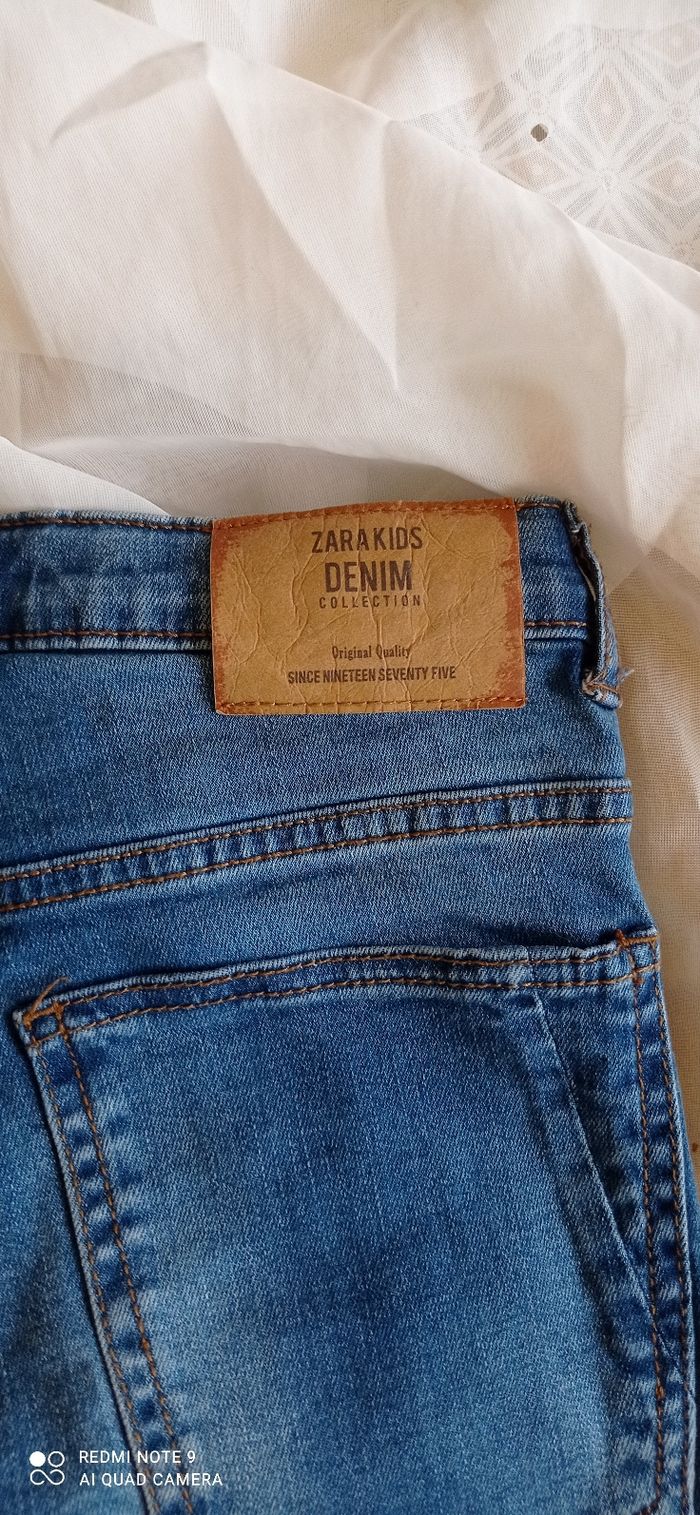 ZARA KIDS
DENIM
COLLECTION
Original Quality
SINCE NINETEEN SEVENTY FIVE
REDMI NOTE 9
AI QUAD CAMERA